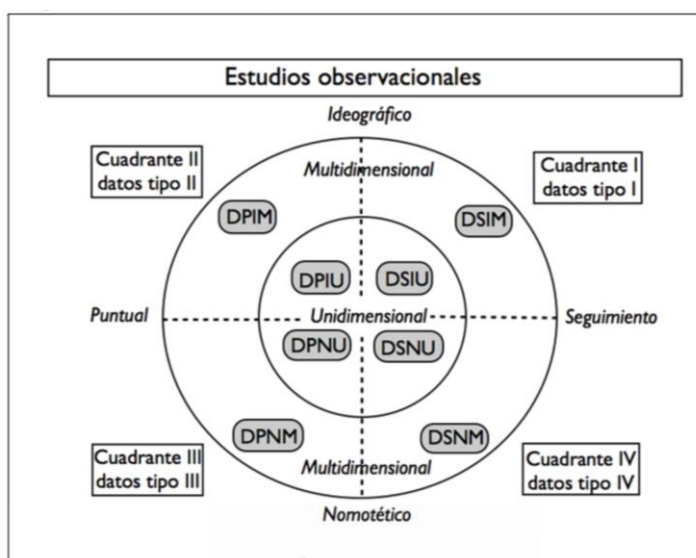 Estudios observacionales
Ideográfico
Cuadrante II
datos tipo II
Multidimensional
Cuadrante I
datos tipo I
DPIM
DSIM
DPIU
DSIU
Puntual
Unidimensional
Seguimiento
DPNU
DSNU
DPNM
DSNM
Cuadrante III
datos tipo III
Multidimensional
Cuadrante IV
datos tipo IV
Nomotético